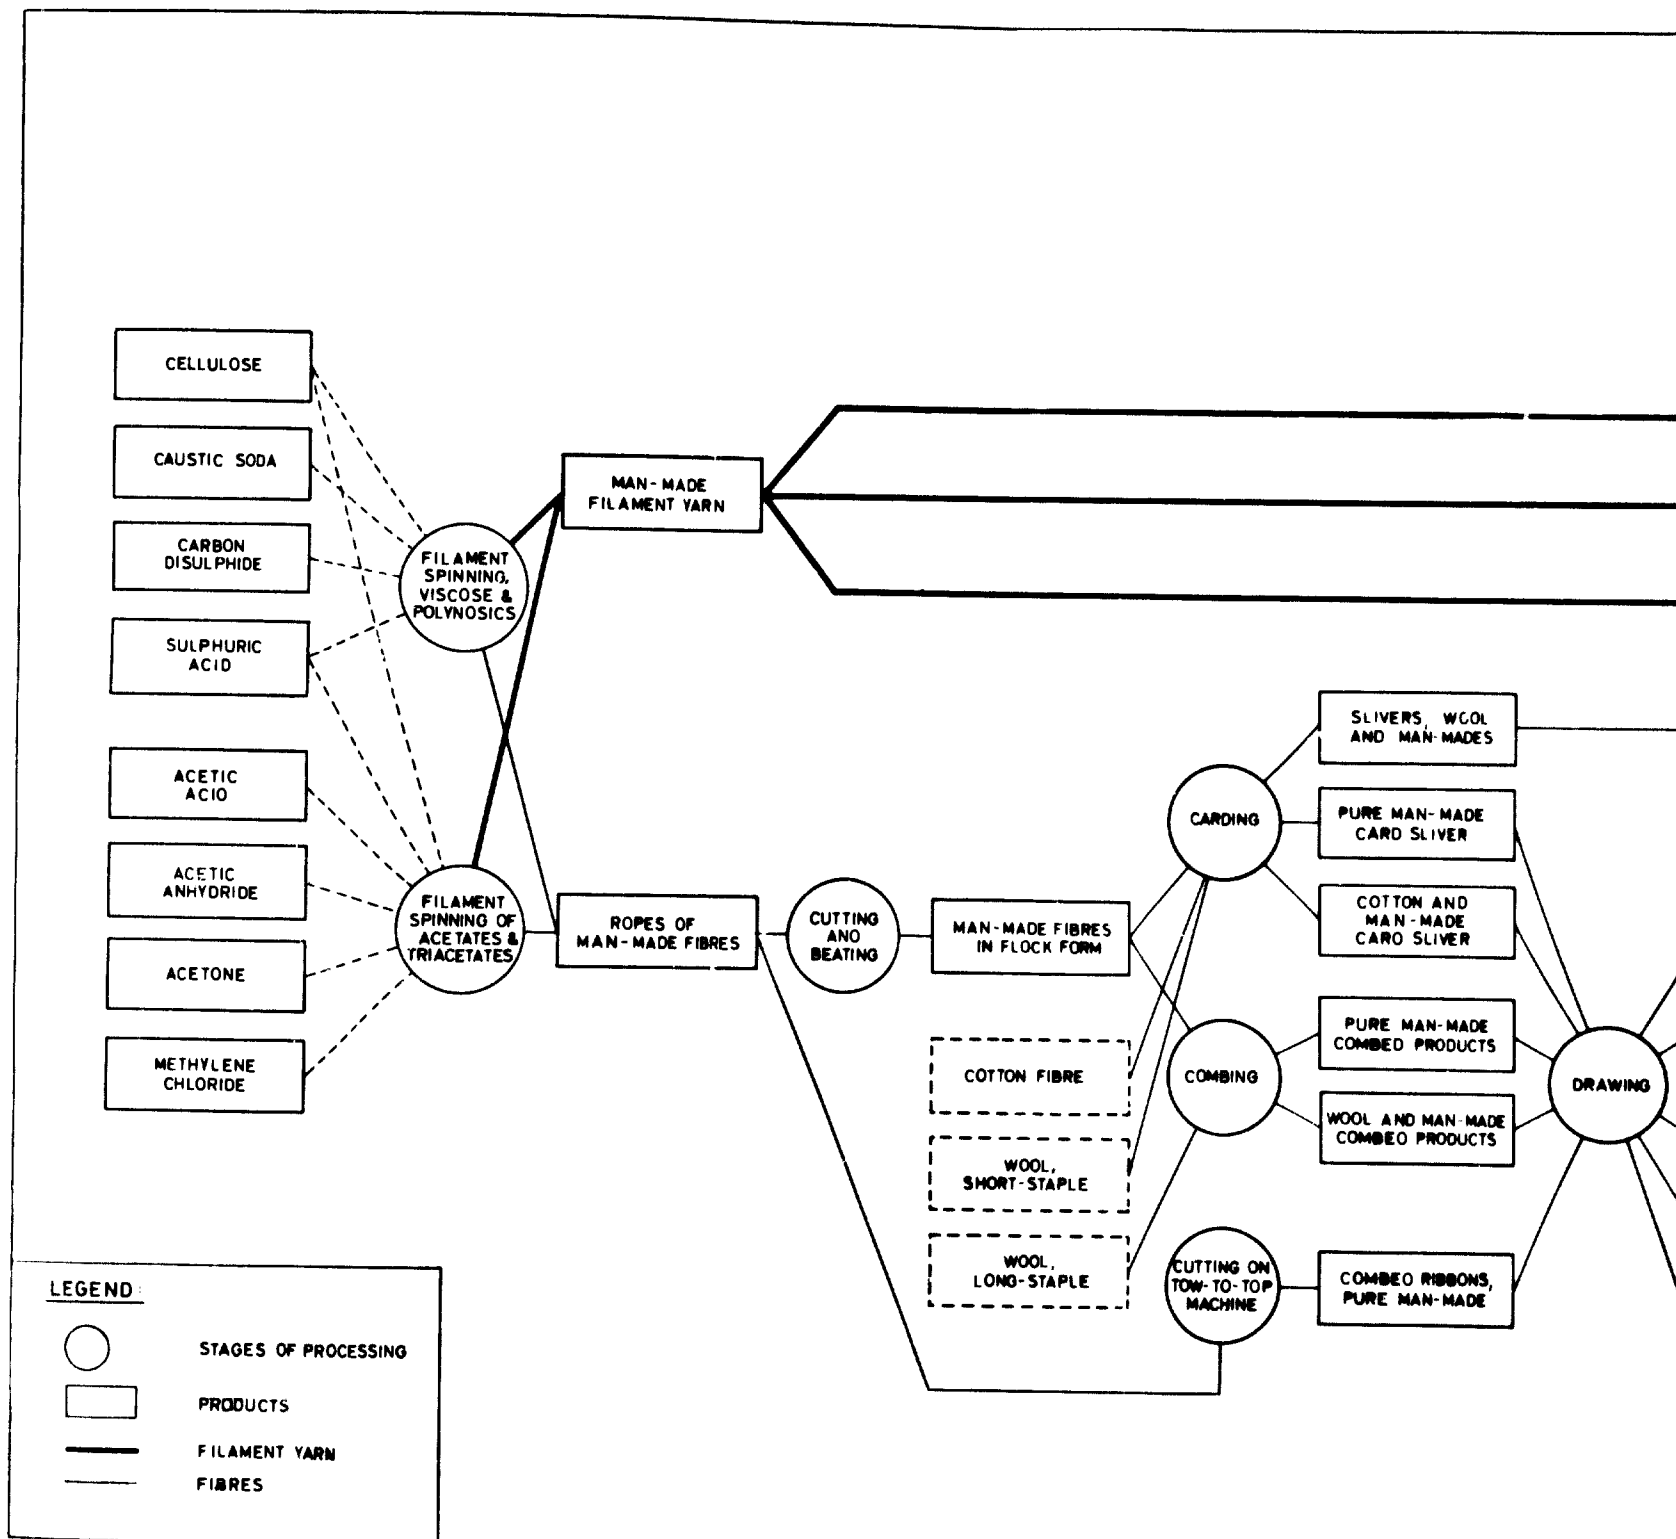 CELLULOSE
CAUSTIC SODA
CARBON
DISULPHIDE
SULPHURIC
ACID
ACETIC
ACIO
ACETIC
ANHYDRIDE
ACETONE
METHYLENE
CHLORIDE
FILAMENT
SPINNING,
VISCOSE &
POLYNOSICS
FILAMENT
SPINNING OF
ACETATES &
TRIACETATES
MAN-MADE
FILAMENT YARN
ROPES OF
MAN-MADE FIBRES
CUTTING
AND
BEATING
MAN-MADE FIBRES
IN FLOCK FORM
COTTON FIBRE
WOOL,
SHORT-STAPLE
WOOL,
LONG-STAPLE
CARDING
COMBING
CUTTING ON
TOW-TO-TOP
MACHINE
SLIVERS, WOOL
AND MAN-MADES
PURE MAN-MADE
CARD SLIVER
COTTON AND
MAN-MADE
CARO SLIVER
PURE MAN-MADE
COMBED PRODUCTS
WOOL AND MAN-MADE
COMBEO PRODUCTS
COMBEO RIBBONS,
PURE MAN-MADE
DRAWING
LEGEND:
STAGES OF PROCESSING
PRODUCTS
FILAMENT YARN
FIBRES